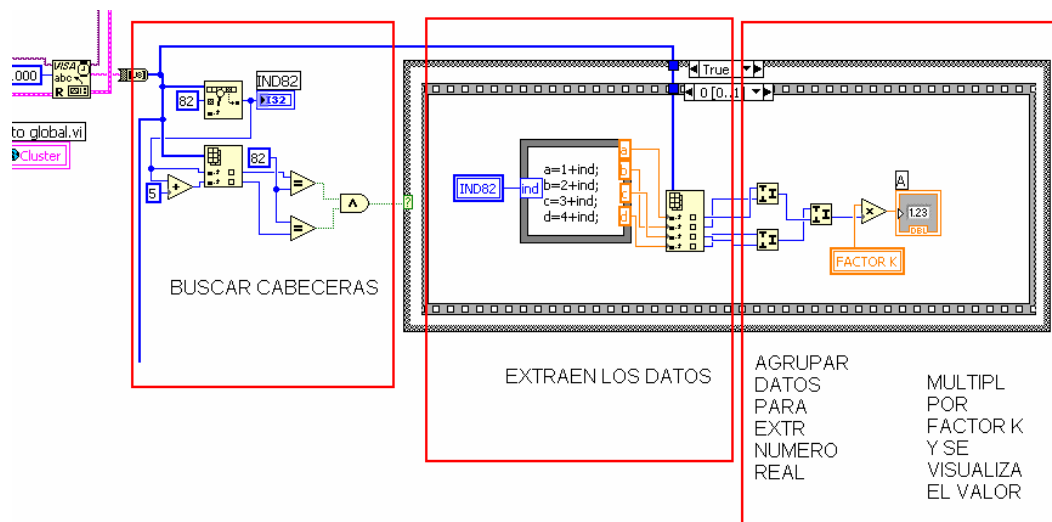 VISA
abc
R
.000
[U8]
to global.vi
Cluster
82
IND82
I32
82
5
+
=
=
∧
?
BUSCAR CABECERAS
True
0 [0..1]
IND82
ind
a=1+ind;
b=2+ind;
c=3+ind;
d=4+ind;
a
b
c
d
A
1.23
DBL
×
FACTOR K
EXTRAEN LOS DATOS
AGRUPAR
DATOS
PARA
EXTR
NUMERO
REAL
MULTIPL
POR
FACTOR K
Y SE
VISUALIZA
EL VALOR